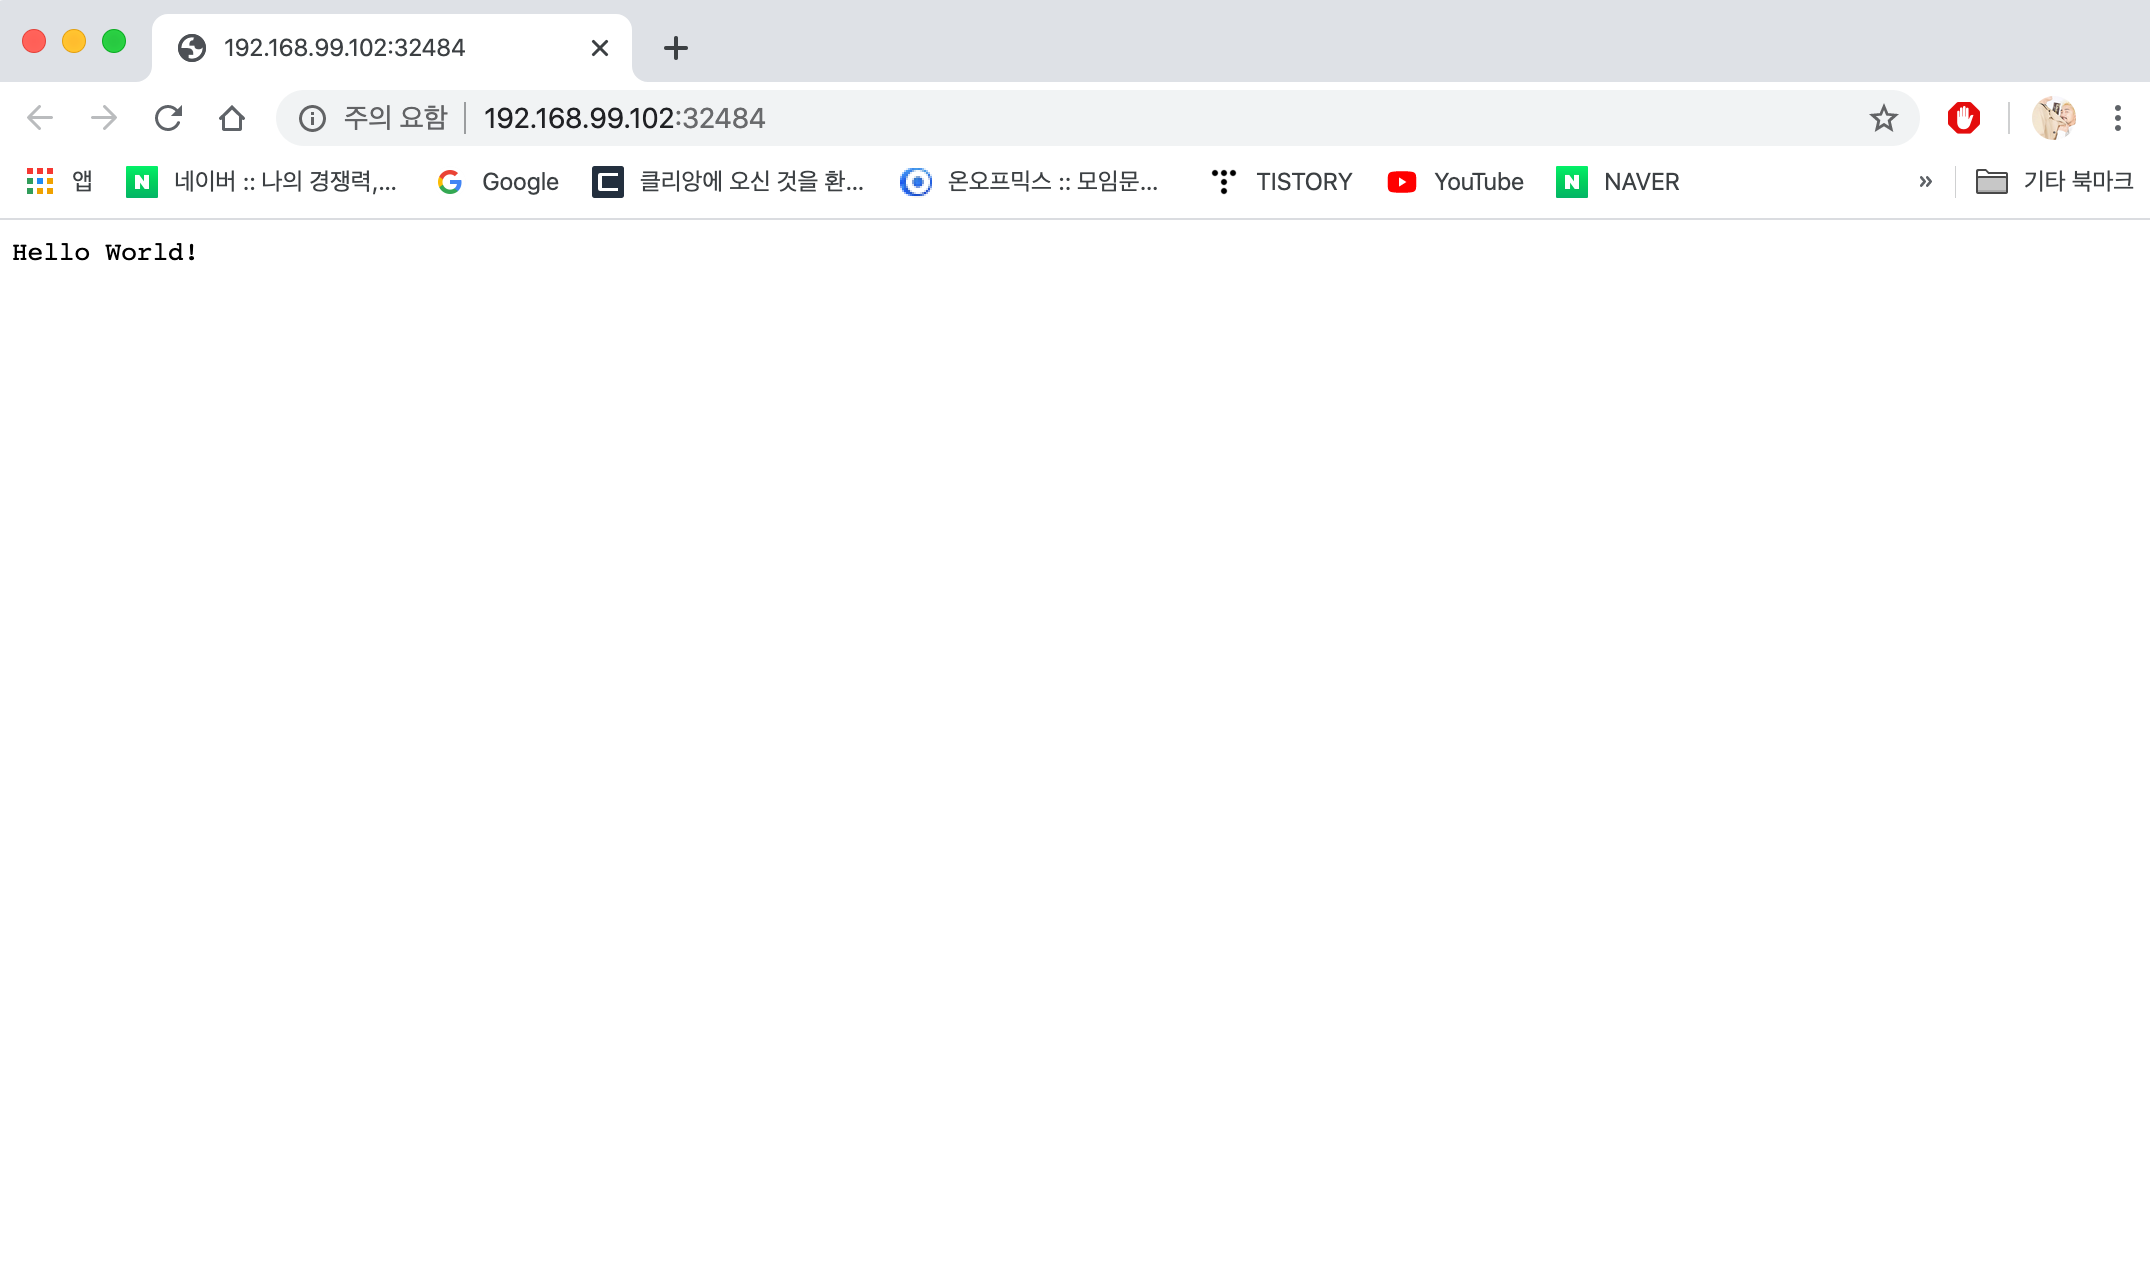 192.168.99.102:32484
주의 요함 192.168.99.102:32484
앱 네이버 :: 나의 경쟁력,... Google 클리앙에 오신 것을 환... 온오프믹스 :: 모임문... TISTORY YouTube NAVER » 기타 북마크
Hello World!